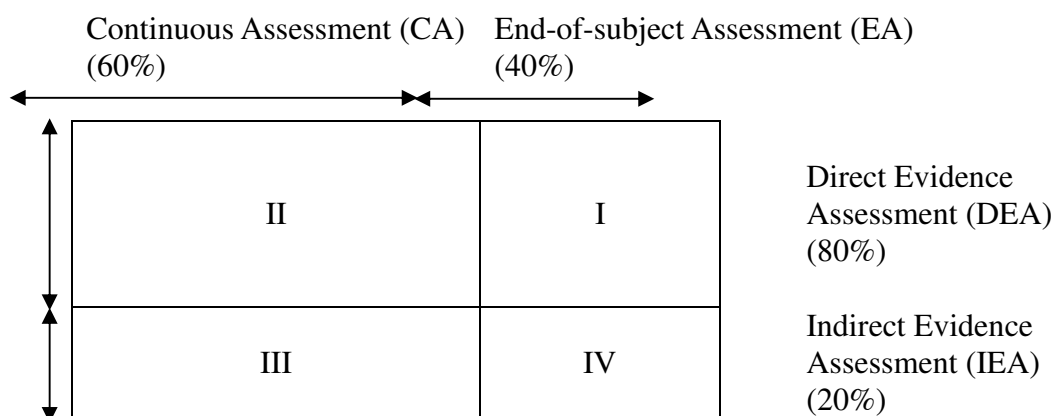 Continuous Assessment (CA) End-of-subject Assessment (EA)
(60%) (40%)
II I
Direct Evidence
Assessment (DEA)
(80%)
III IV
Indirect Evidence
Assessment (IEA)
(20%)